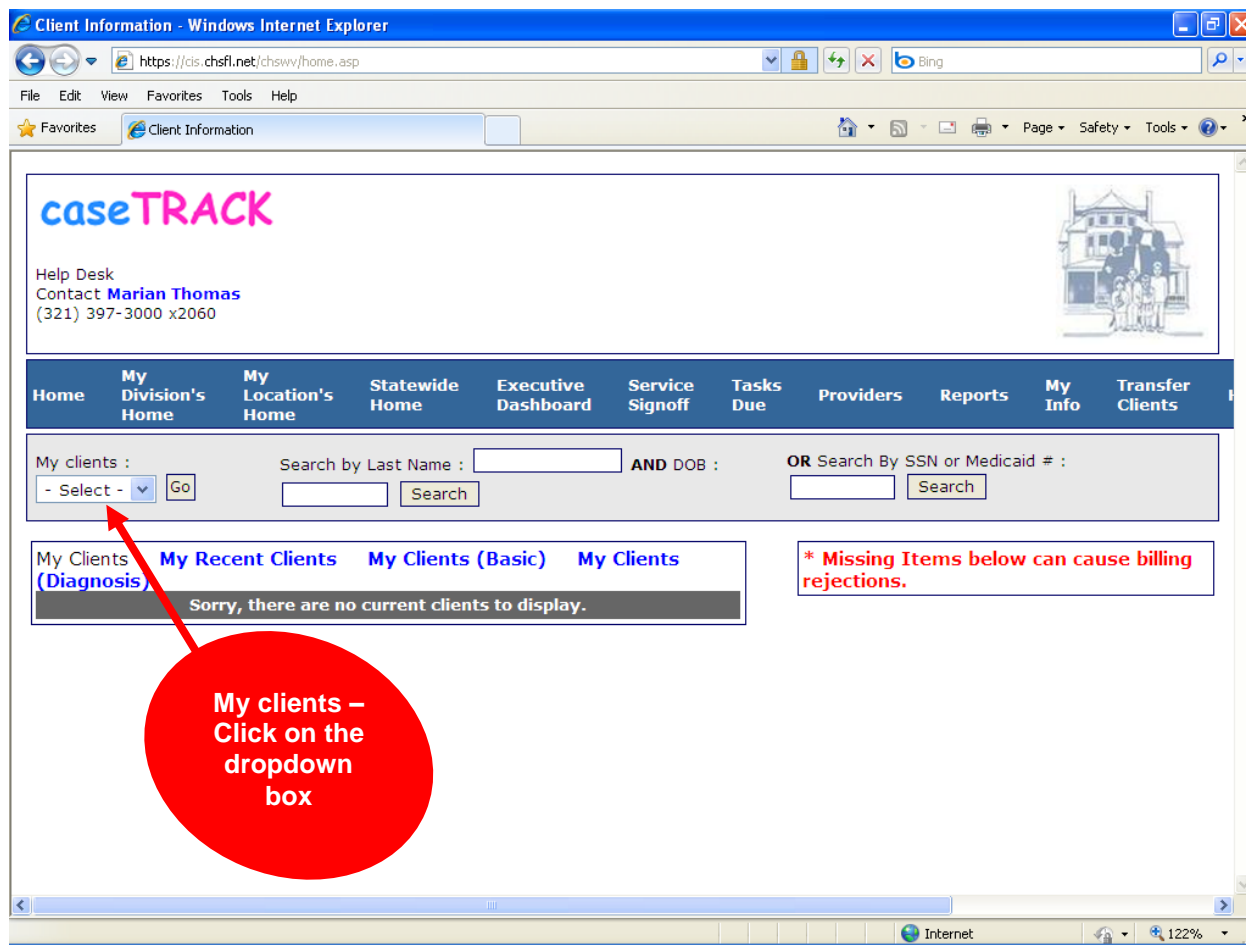 Client Information - Windows Internet Explorer
https://cis.chsfl.net/chswv/home.asp
Bing
File Edit View Favorites Tools Help
Favorites
Client Information
Page
Safety
Tools
caseTRACK
Help Desk
Contact Marian Thomas
(321) 397-3000 x2060
Home
My Division's Home
My Location's Home
Statewide Home
Executive Dashboard
Service Signoff
Tasks Due
Providers
Reports
My Info
Transfer Clients
My clients :
- Select -
Go
Search by Last Name :
AND DOB :
Search
OR Search By SSN or Medicaid # :
Search
My Clients My Recent Clients My Clients (Basic) My Clients
(Diagnosis)
Sorry, there are no current clients to display.
* Missing Items below can cause billing
rejections.
My clients –
Click on the
dropdown
box
Internet
122%